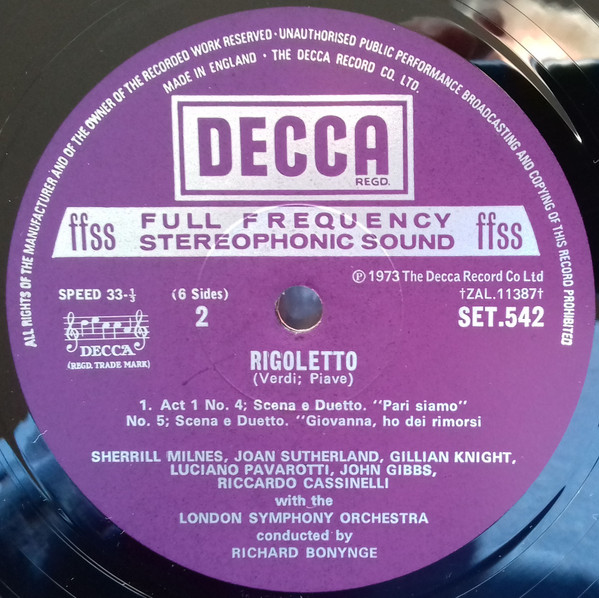 ALL RIGHTS OF THE MANUFACTURER AND OF THE OWNER OF THE RECORDED WORK RESERVED · UNAUTHORISED PUBLIC PERFORMANCE BROADCASTING AND COPYING OF THIS RECORD PROHIBITED
MADE IN ENGLAND · THE DECCA RECORD CO. LTD.
DECCA
REGD.
ffss FULL FREQUENCY STEREOPHONIC SOUND ffss
℗ 1973 The Decca Record Co Ltd
SPEED 33-⅓ (6 Sides) †ZAL.11387†
2 SET.542
DECCA
(REGD. TRADE MARK)
RIGOLETTO
(Verdi; Piave)
1. Act 1 No. 4; Scena e Duetto. "Pari siamo"
No. 5; Scena e Duetto. "Giovanna, ho dei rimorsi
SHERRILL MILNES, JOAN SUTHERLAND, GILLIAN KNIGHT,
LUCIANO PAVAROTTI, JOHN GIBBS,
RICCARDO CASSINELLI
with the
LONDON SYMPHONY ORCHESTRA
conducted by
RICHARD BONYNGE